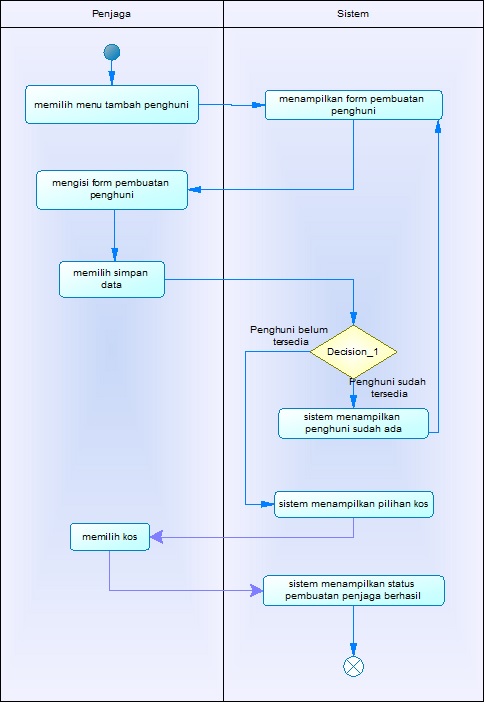 Penjaga
Sistem
memilih menu tambah penghuni
menampilkan form pembuatan
penghuni
mengisi form pembuatan
penghuni
memilih simpan
data
Penghuni belum
tersedia
Decision_1
Penghuni sudah
tersedia
sistem menampilkan
penghuni sudah ada
sistem menampilkan pilihan kos
memilih kos
sistem menampilkan status
pembuatan penjaga berhasil